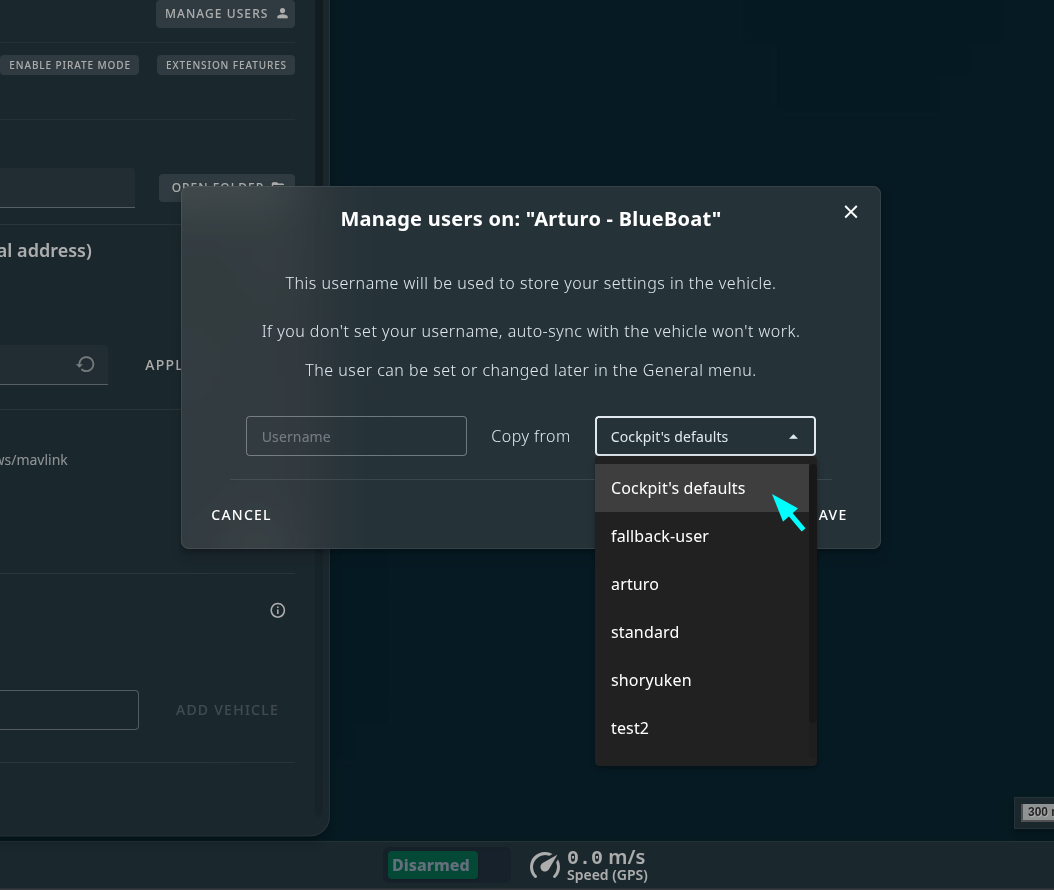 MANAGE USERS
ENABLE PIRATE MODE
EXTENSION FEATURES
OPEN FOLDER
al address)
Manage users on: "Arturo - BlueBoat"
This username will be used to store your settings in the vehicle.
If you don't set your username, auto-sync with the vehicle won't work.
The user can be set or changed later in the General menu.
APPL
Username
Copy from
Cockpit's defaults
ws/mavlink
Cockpit's defaults
CANCEL
AVE
fallback-user
arturo
standard
shoryuken
ADD VEHICLE
test2
300
Disarmed
0.0 m/s
Speed (GPS)